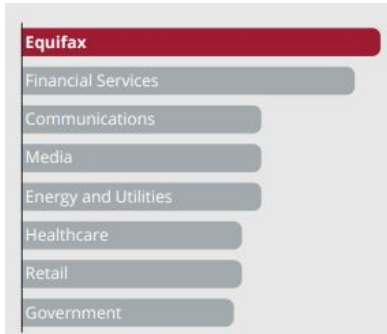 Equifax
Financial Services
Communications
Media
Energy and Utilities
Healthcare
Retail
Government